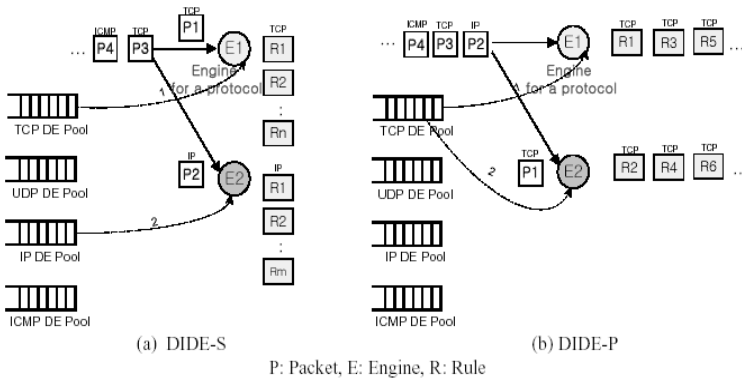 TCP
P1
ICMP TCP
... P4 P3
E1
TCP
R1
R2
:
Rn
Engine
for a protocol
1
TCP DE Pool
UDP DE Pool
IP
P2
E2
IP
R1
R2
:
Rm
2
IP DE Pool
ICMP DE Pool
(a) DIDE-S
ICMP TCP IP
... P4 P3 P2
E1
TCP TCP TCP
R1 R3 R5 ...
Engine
for a protocol
1
TCP DE Pool
UDP DE Pool
TCP
P1
2
E2
TCP TCP TCP
R2 R4 R6 ...
IP DE Pool
ICMP DE Pool
(b) DIDE-P
P: Packet, E: Engine, R: Rule